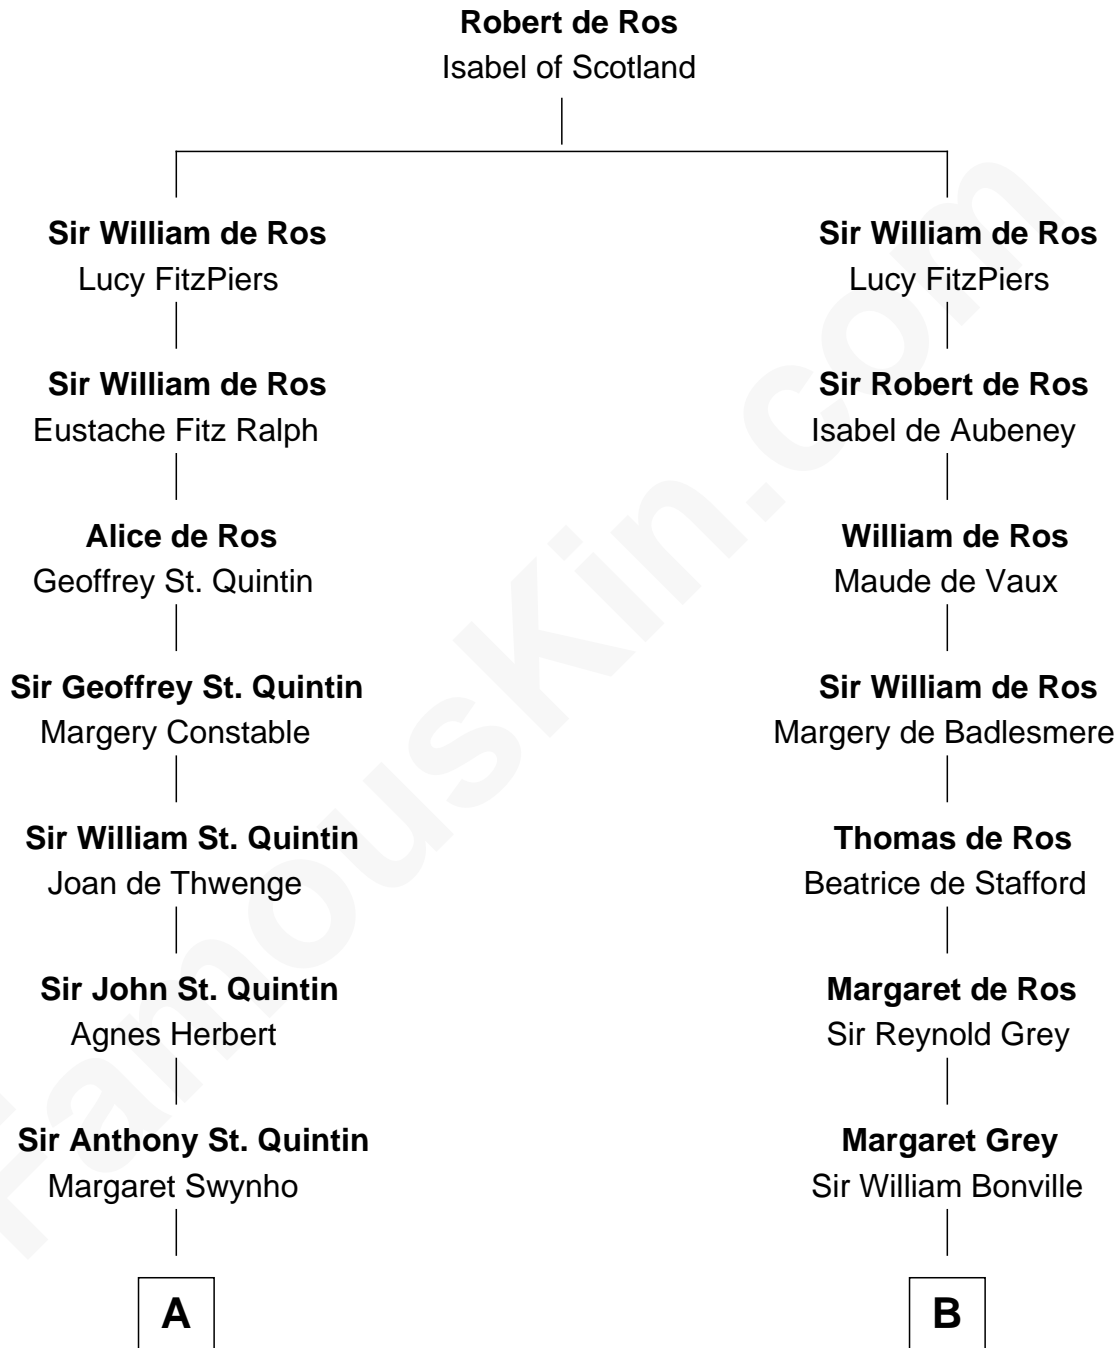 Robert de Ros
Isabel of Scotland
Sir William de Ros
Lucy FitzPiers
Sir William de Ros
Lucy FitzPiers
Sir William de Ros
Eustache Fitz Ralph
Sir Robert de Ros
Isabel de Aubeney
Alice de Ros
Geoffrey St. Quintin
William de Ros
Maude de Vaux
Sir Geoffrey St. Quintin
Margery Constable
Sir William de Ros
Margery de Badlesmere
Sir William St. Quintin
Joan de Thwenge
Thomas de Ros
Beatrice de Stafford
Sir John St. Quintin
Agnes Herbert
Margaret de Ros
Sir Reynold Grey
Sir Anthony St. Quintin
Margaret Swynho
Margaret Grey
Sir William Bonville
A
B
FamousKin.com